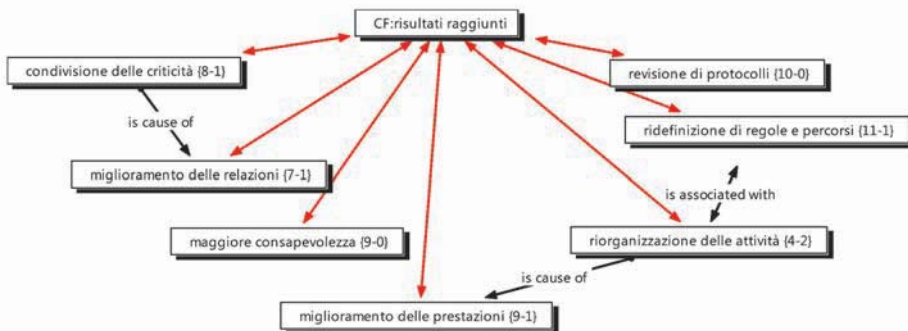 CF:risultati raggiunti
condivisione delle criticità {8-1}
revisione di protocolli {10-0}
is cause of
ridefinizione di regole e percorsi {11-1}
miglioramento delle relazioni {7-1}
is associated with
maggiore consapevolezza {9-0}
riorganizzazione delle attività {4-2}
is cause of
miglioramento delle prestazioni {9-1}